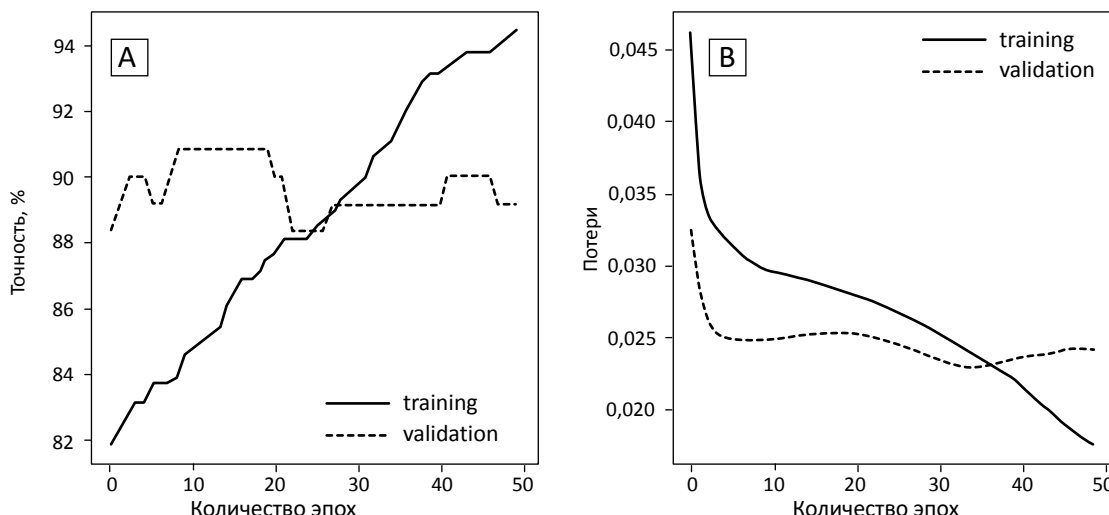 A
Точность, %
94
92
90
88
86
84
82
training
validation
0 10 20 30 40 50
Количество эпох
B
Потери
0,045
0,040
0,035
0,030
0,025
0,020
training
validation
0 10 20 30 40 50
Количество эпох